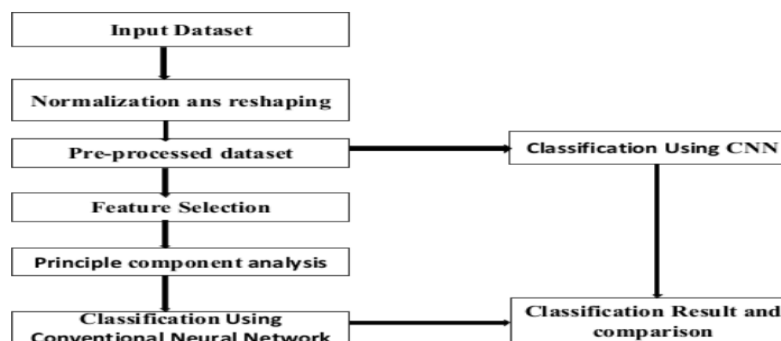 Input Dataset
Normalization ans reshaping
Pre-processed dataset
Classification Using CNN
Feature Selection
Principle component analysis
Classification Using
Conventional Neural Network
Classification Result and
comparison